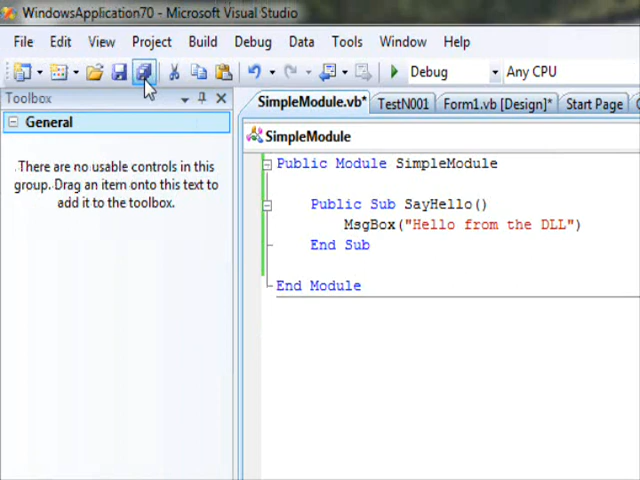 WindowsApplication70 - Microsoft Visual Studio
File Edit View Project Build Debug Data Tools Window Help
Debug Any CPU
Toolbox
SimpleModule.vb* TestN001 Form1.vb [Design]* Start Page
General
SimpleModule
There are no usable controls in this
group. Drag an item onto this text to
add it to the toolbox.
Public Module SimpleModule
Public Sub SayHello()
MsgBox("Hello from the DLL")
End Sub
End Module